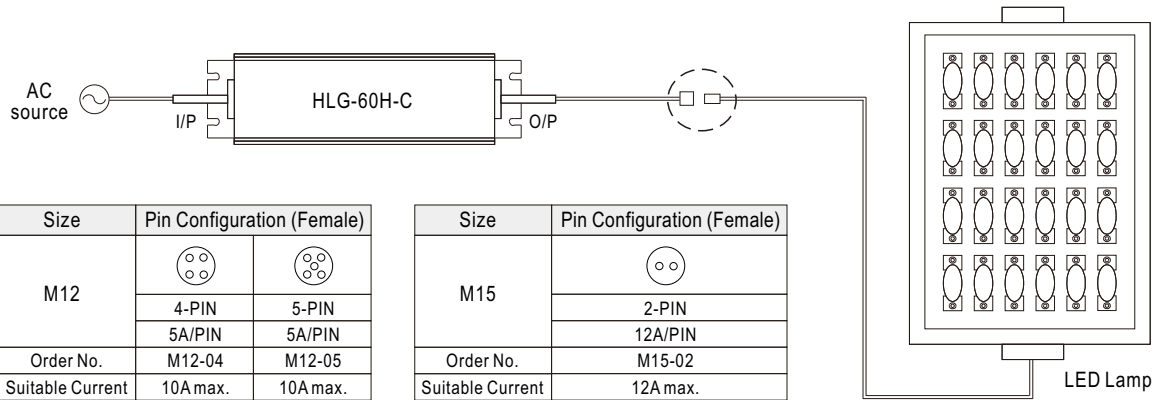 AC
source
I/P
HLG-60H-C
O/P
Size Pin Configuration (Female)
M12
4-PIN 5-PIN
5A/PIN 5A/PIN
Order No. M12-04 M12-05
Suitable Current 10A max. 10A max.
Size Pin Configuration (Female)
M15
2-PIN
12A/PIN
Order No. M15-02
Suitable Current 12A max.
LED Lamp